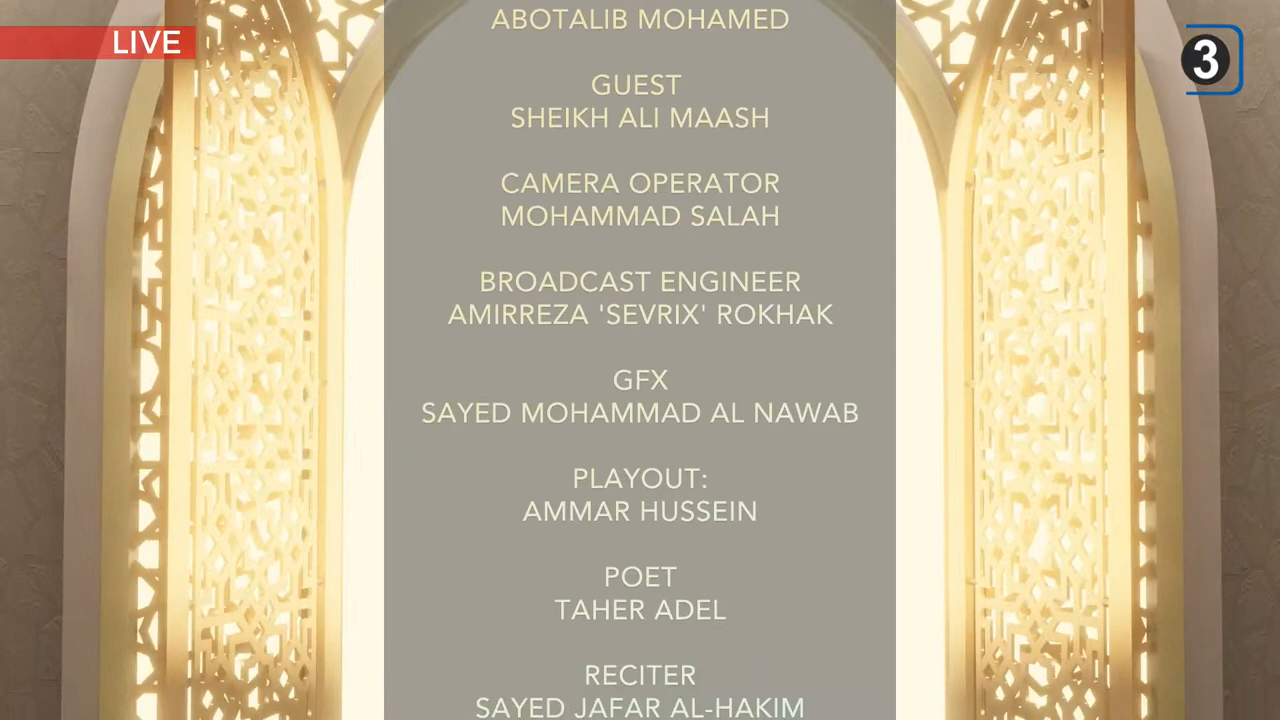 ABOTALIB MOHAMED
LIVE
3
GUEST
SHEIKH ALI MAASH
CAMERA OPERATOR
MOHAMMAD SALAH
BROADCAST ENGINEER
AMIRREZA 'SEVRIX' ROKHAK
GFX
SAYED MOHAMMAD AL NAWAB
PLAYOUT:
AMMAR HUSSEIN
POET
TAHER ADEL
RECITER
SAYED JAFAR AL-HAKIM